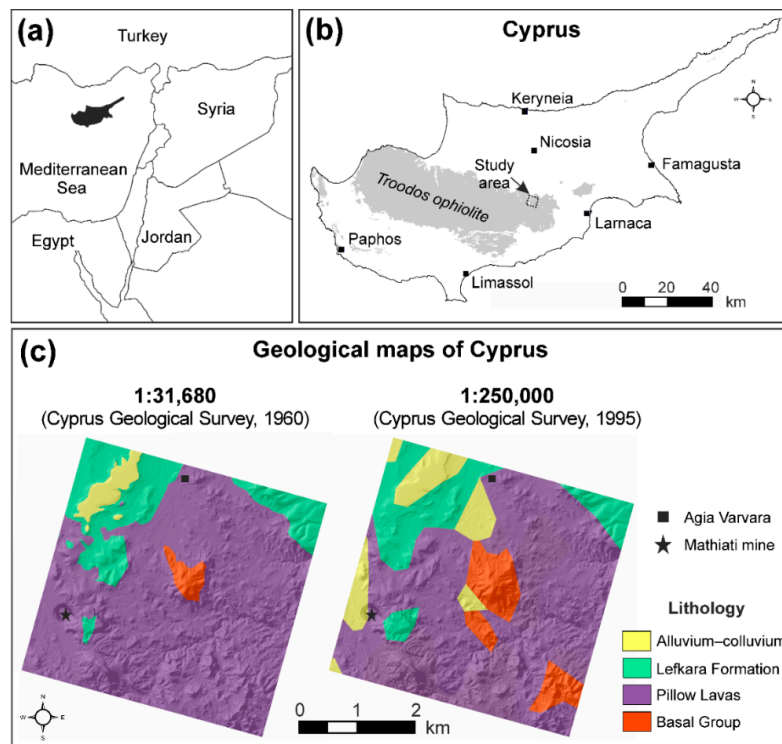 (a)
Turkey
Syria
Mediterranean
Sea
Egypt
Jordan
(b)
Cyprus
Keryneia
Nicosia
Study
area
Famagusta
Troodos ophiolite
Larnaca
Paphos
Limassol
0 10 20 40
km
N
W E
S
(c)
Geological maps of Cyprus
1:31,680
(Cyprus Geological Survey, 1960)
1:250,000
(Cyprus Geological Survey, 1995)
Agia Varvara
Mathiati mine
Lithology
Alluvium–colluvium
Lefkara Formation
Pillow Lavas
Basal Group
N
W E
S
0 1 2
km